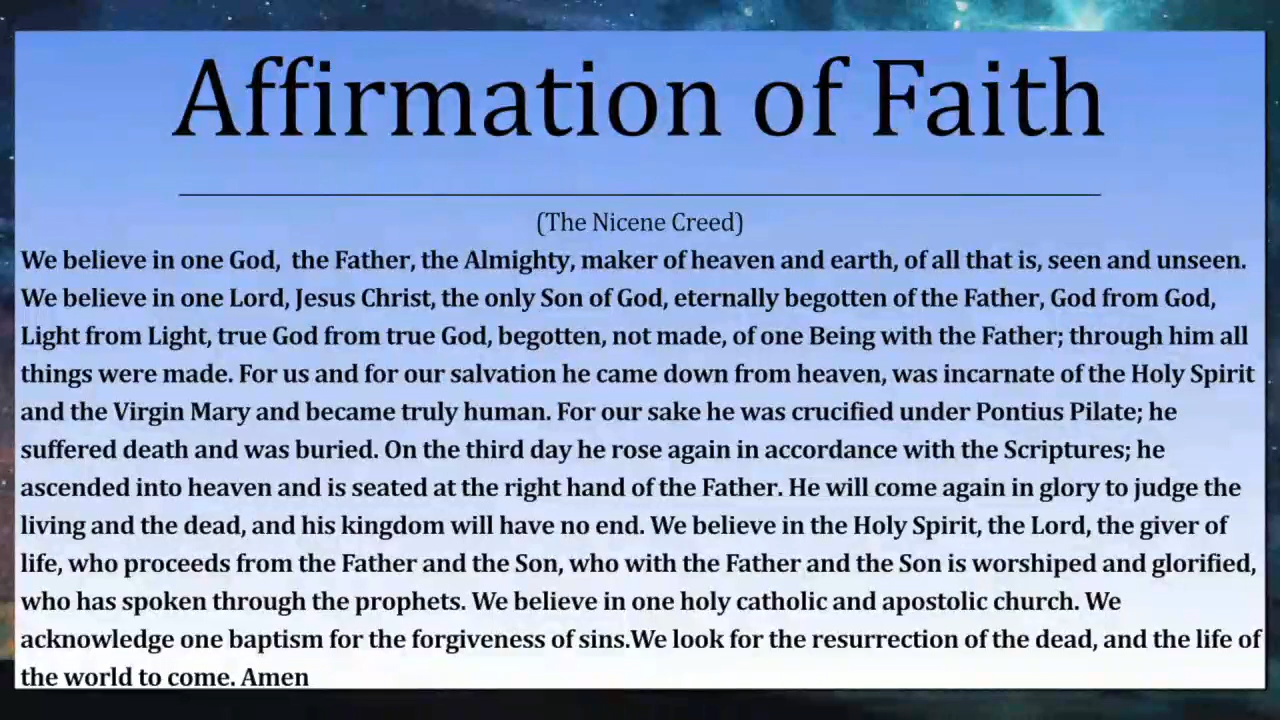 Affirmation of Faith
(The Nicene Creed)
We believe in one God,  the Father, the Almighty, maker of heaven and earth, of all that is, seen and unseen.
We believe in one Lord, Jesus Christ, the only Son of God, eternally begotten of the Father, God from God,
Light from Light, true God from true God, begotten, not made, of one Being with the Father; through him all
things were made. For us and for our salvation he came down from heaven, was incarnate of the Holy Spirit
and the Virgin Mary and became truly human. For our sake he was crucified under Pontius Pilate; he
suffered death and was buried. On the third day he rose again in accordance with the Scriptures; he
ascended into heaven and is seated at the right hand of the Father. He will come again in glory to judge the
living and the dead, and his kingdom will have no end. We believe in the Holy Spirit, the Lord, the giver of
life, who proceeds from the Father and the Son, who with the Father and the Son is worshiped and glorified,
who has spoken through the prophets. We believe in one holy catholic and apostolic church. We
acknowledge one baptism for the forgiveness of sins.We look for the resurrection of the dead, and the life of
the world to come. Amen